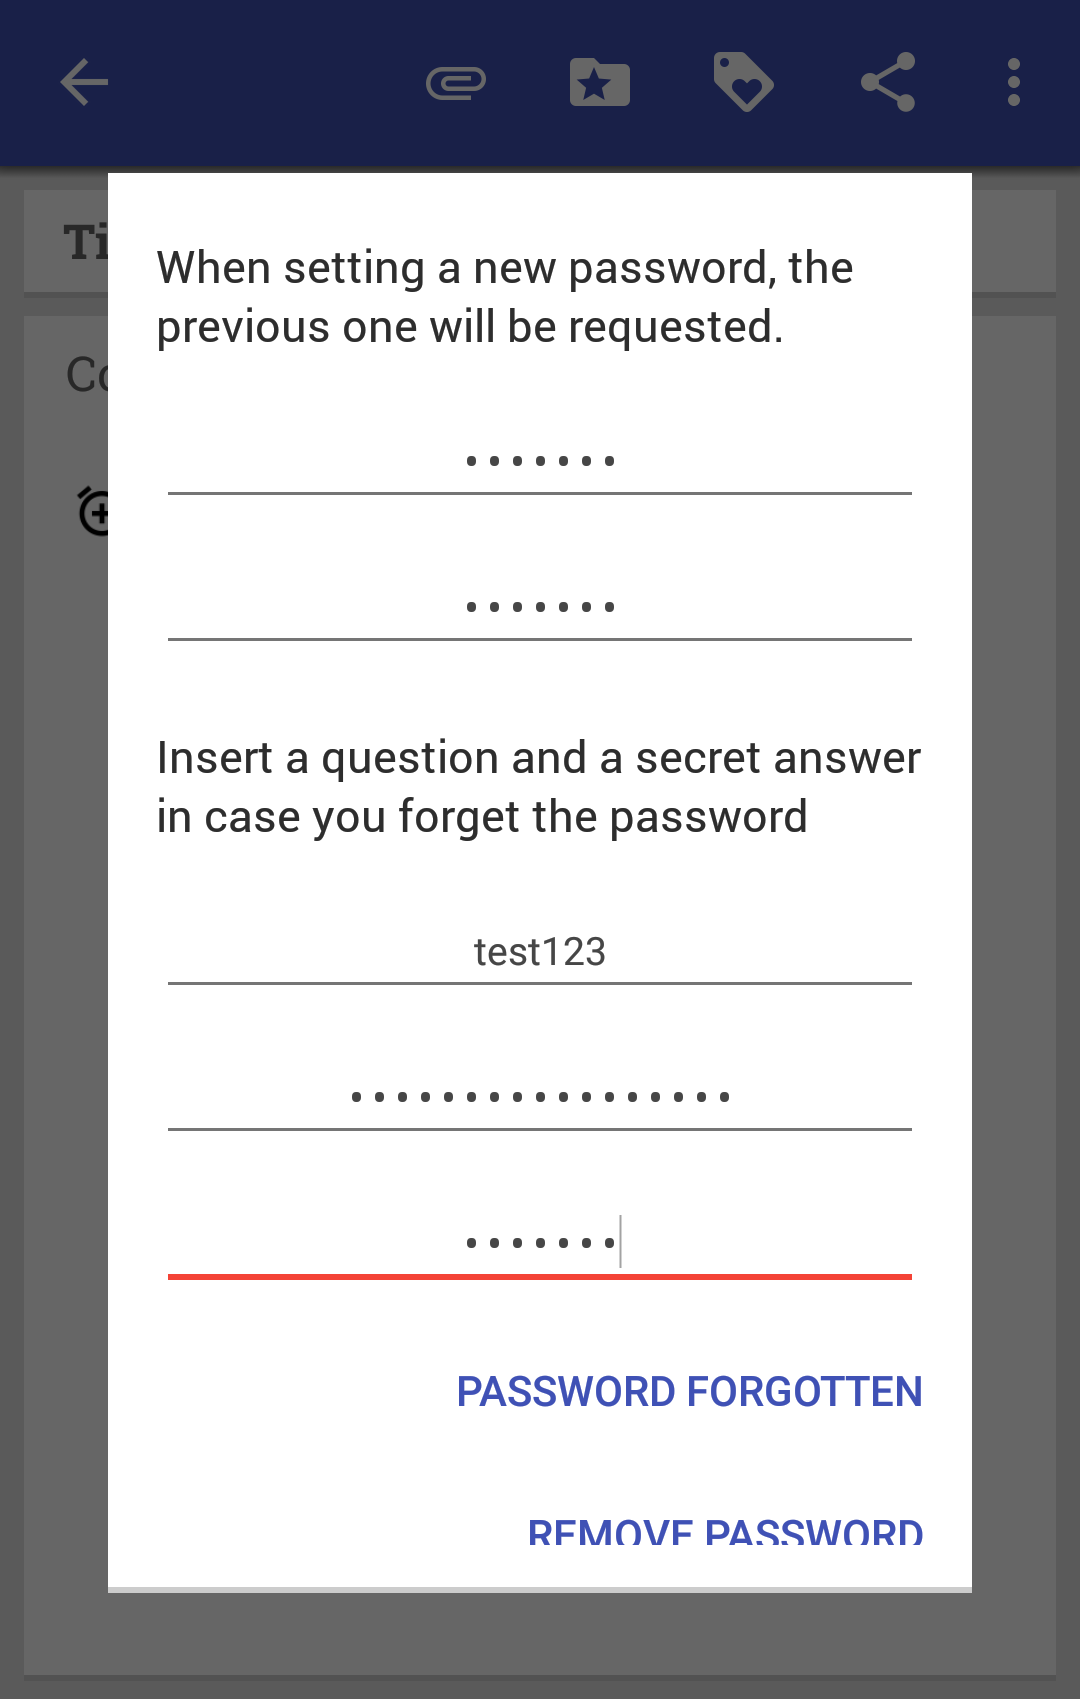 Ti
When setting a new password, the
previous one will be requested.
Co
•••••••
•••••••
Insert a question and a secret answer
in case you forget the password
test123
•••••••••••••••••
•••••••
PASSWORD FORGOTTEN
REMOVE PASSWORD